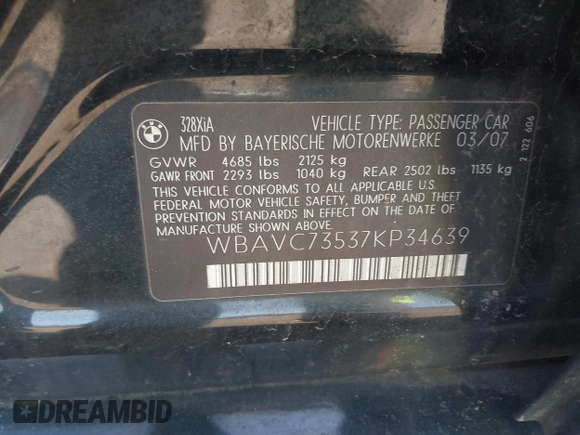 BMW
328XiA VEHICLE TYPE: PASSENGER CAR
MFD BY BAYERISCHE MOTORENWERKE 03/07
GVWR 4685 lbs 2125 kg
GAWR FRONT 2293 lbs 1040 kg REAR 2502 lbs 1135 kg
THIS VEHICLE CONFORMS TO ALL APPLICABLE U.S.
FEDERAL MOTOR VEHICLE SAFETY, BUMPER AND THEFT
PREVENTION STANDARDS IN EFFECT ON THE DATE OF
MANUFACTURE SHOWN ABOVE.
WBAVC73537KP34639
2 122 606
DREAMBID